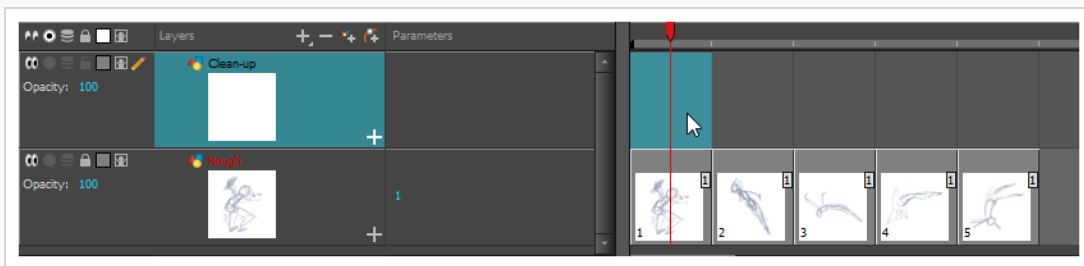 Layers Parameters
Clean-up
Opacity: 100
Rough
Opacity: 100
1
1 1 1 1 1
1 2 3 4 5